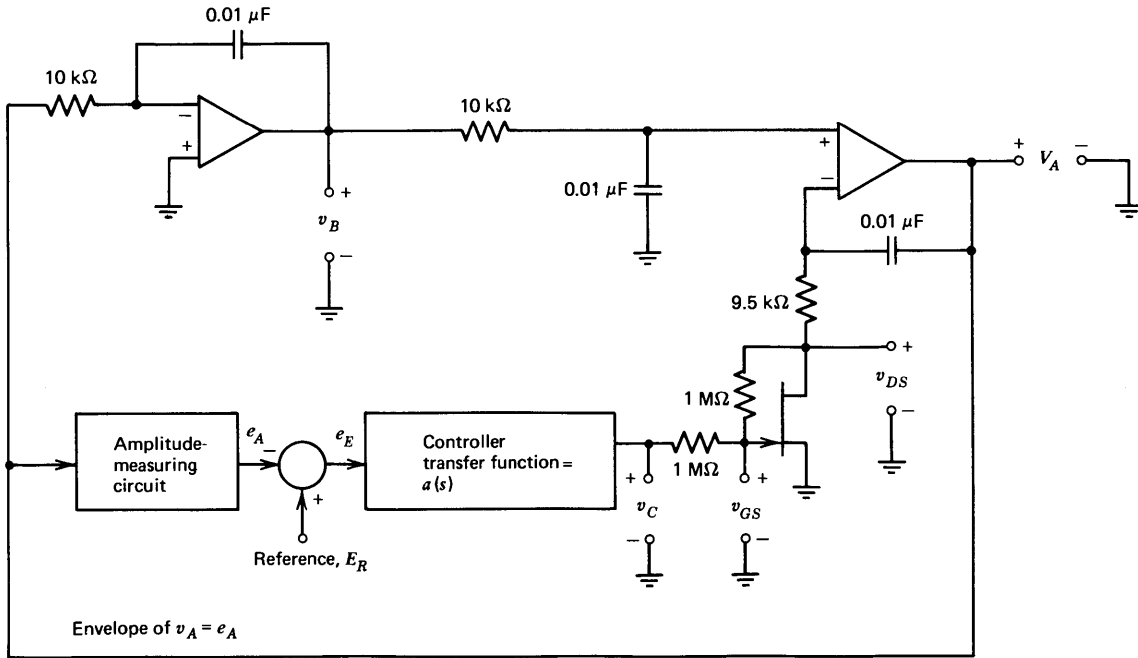 0.01 μF
10 kΩ
−
+
+
v_B
−
10 kΩ
0.01 μF
+
−
+ V_A −
0.01 μF
9.5 kΩ
+
v_DS
−
1 MΩ
1 MΩ
Amplitude-
measuring
circuit
e_A
−
+
Reference, E_R
e_E
Controller
transfer function =
a(s)
+
v_C
−
+
v_GS
−
Envelope of v_A = e_A